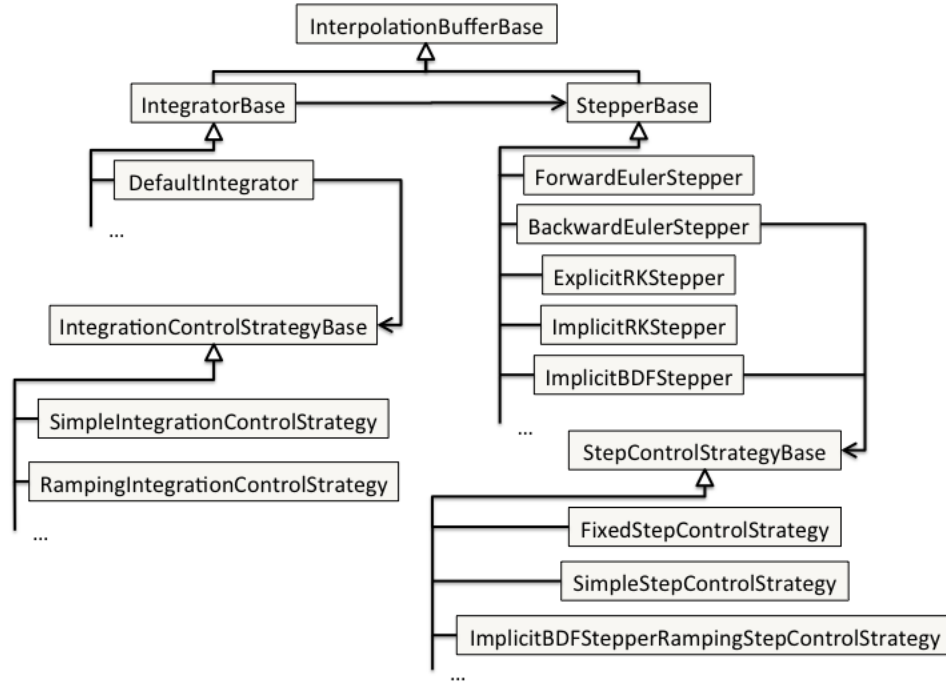 InterpolationBufferBase
IntegratorBase
StepperBase
DefaultIntegrator
...
ForwardEulerStepper
BackwardEulerStepper
ExplicitRKStepper
ImplicitRKStepper
ImplicitBDFStepper
...
IntegrationControlStrategyBase
SimpleIntegrationControlStrategy
RampingIntegrationControlStrategy
...
StepControlStrategyBase
FixedStepControlStrategy
SimpleStepControlStrategy
ImplicitBDFStepperRampingStepControlStrategy
...